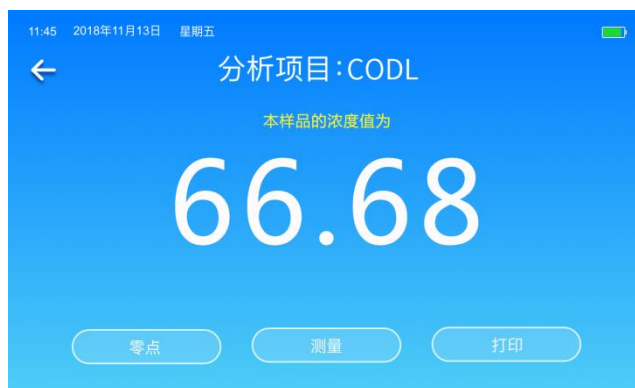 11:45 2018年11月13日 星期五
分析项目:CODL
本样品的浓度值为
66.68
零点 测量 打印